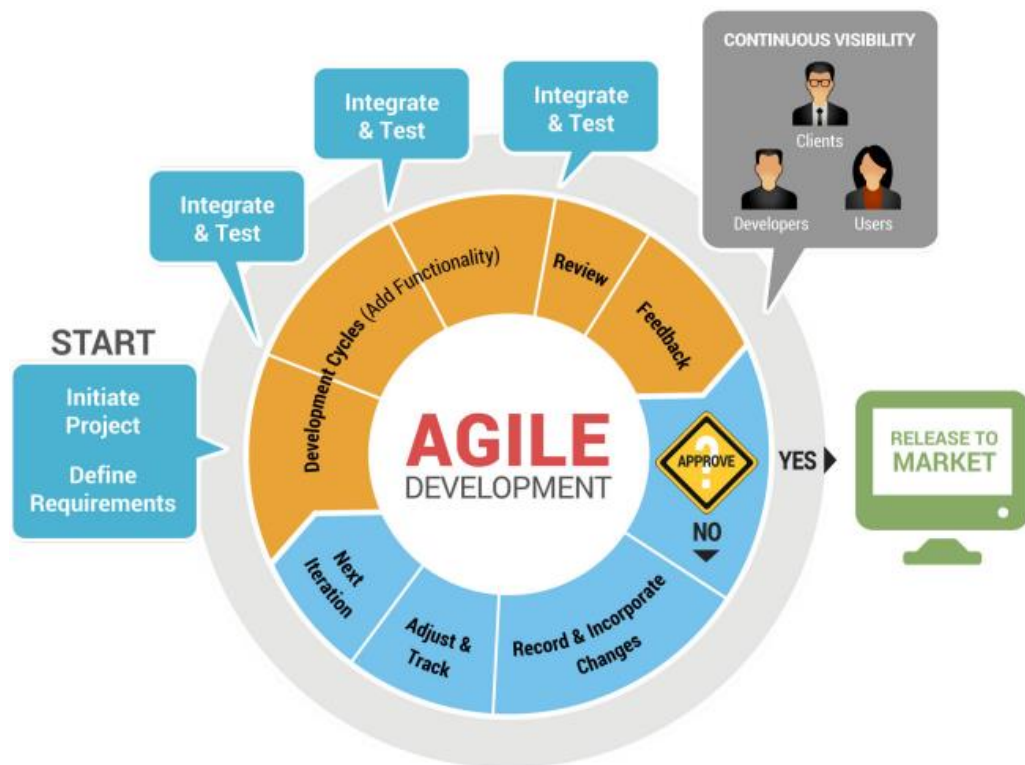 START
Initiate
Project
Define
Requirements
Integrate
& Test
Integrate
& Test
Integrate
& Test
CONTINUOUS VISIBILITY
Clients
Developers
Users
Development Cycles (Add Functionality)
Review
Feedback
?
APPROVE
YES
NO
RELEASE TO
MARKET
Record & Incorporate
Changes
Adjust &
Track
Next
Iteration
AGILE
DEVELOPMENT